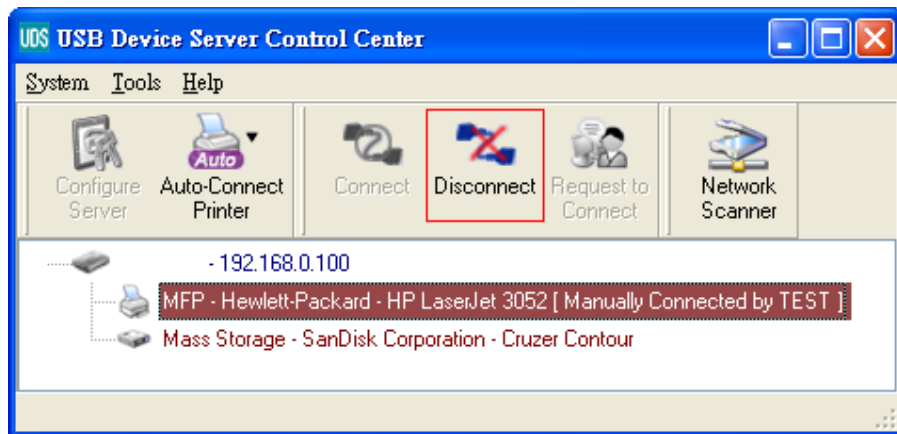 UDS USB Device Server Control Center
System Tools Help
Auto
Configure Server
Auto-Connect Printer
Connect
Disconnect
Request to Connect
Network Scanner
- 192.168.0.100
MFP - Hewlett-Packard - HP LaserJet 3052 [ Manually Connected by TEST ]
Mass Storage - SanDisk Corporation - Cruzer Contour